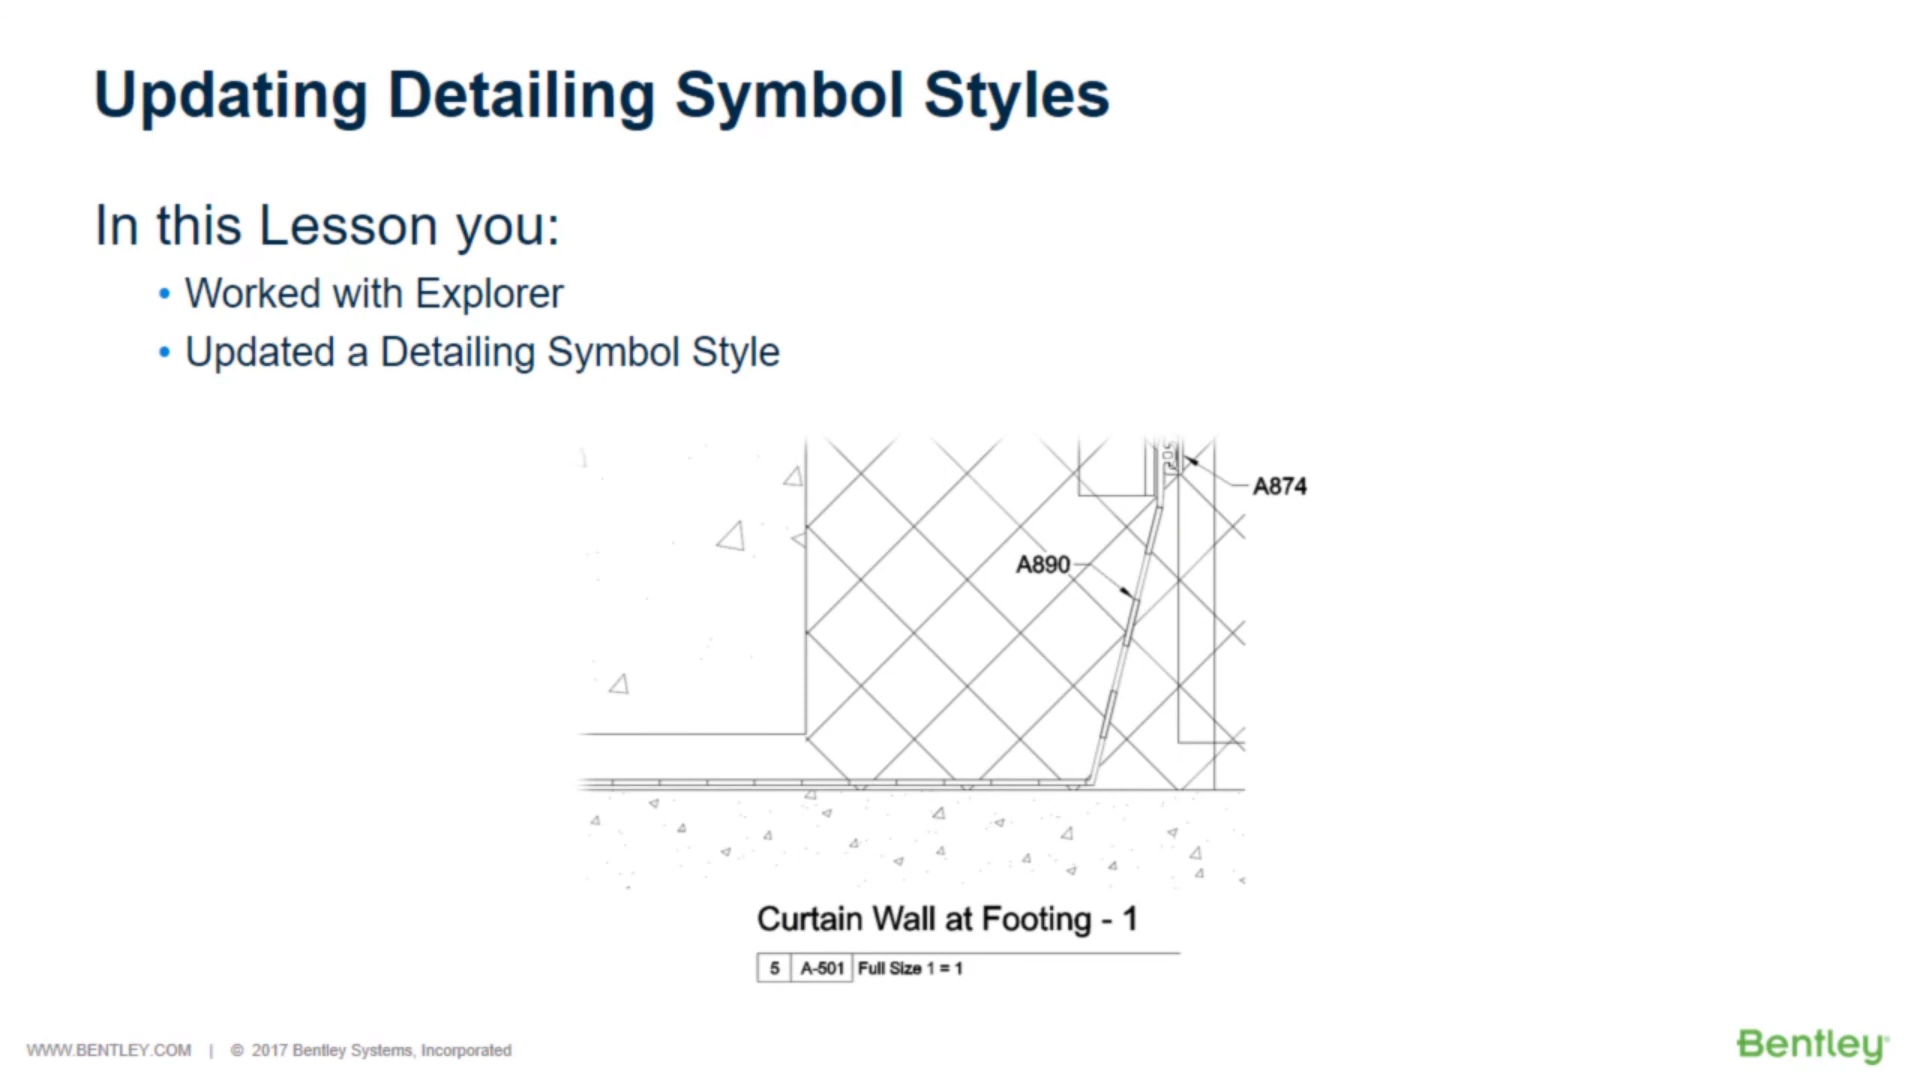 Updating Detailing Symbol Styles
In this Lesson you:
• Worked with Explorer
• Updated a Detailing Symbol Style
A874
A890
Curtain Wall at Footing - 1
5 A-501 Full Size 1 = 1
WWW.BENTLEY.COM | © 2017 Bentley Systems, Incorporated
Bentley